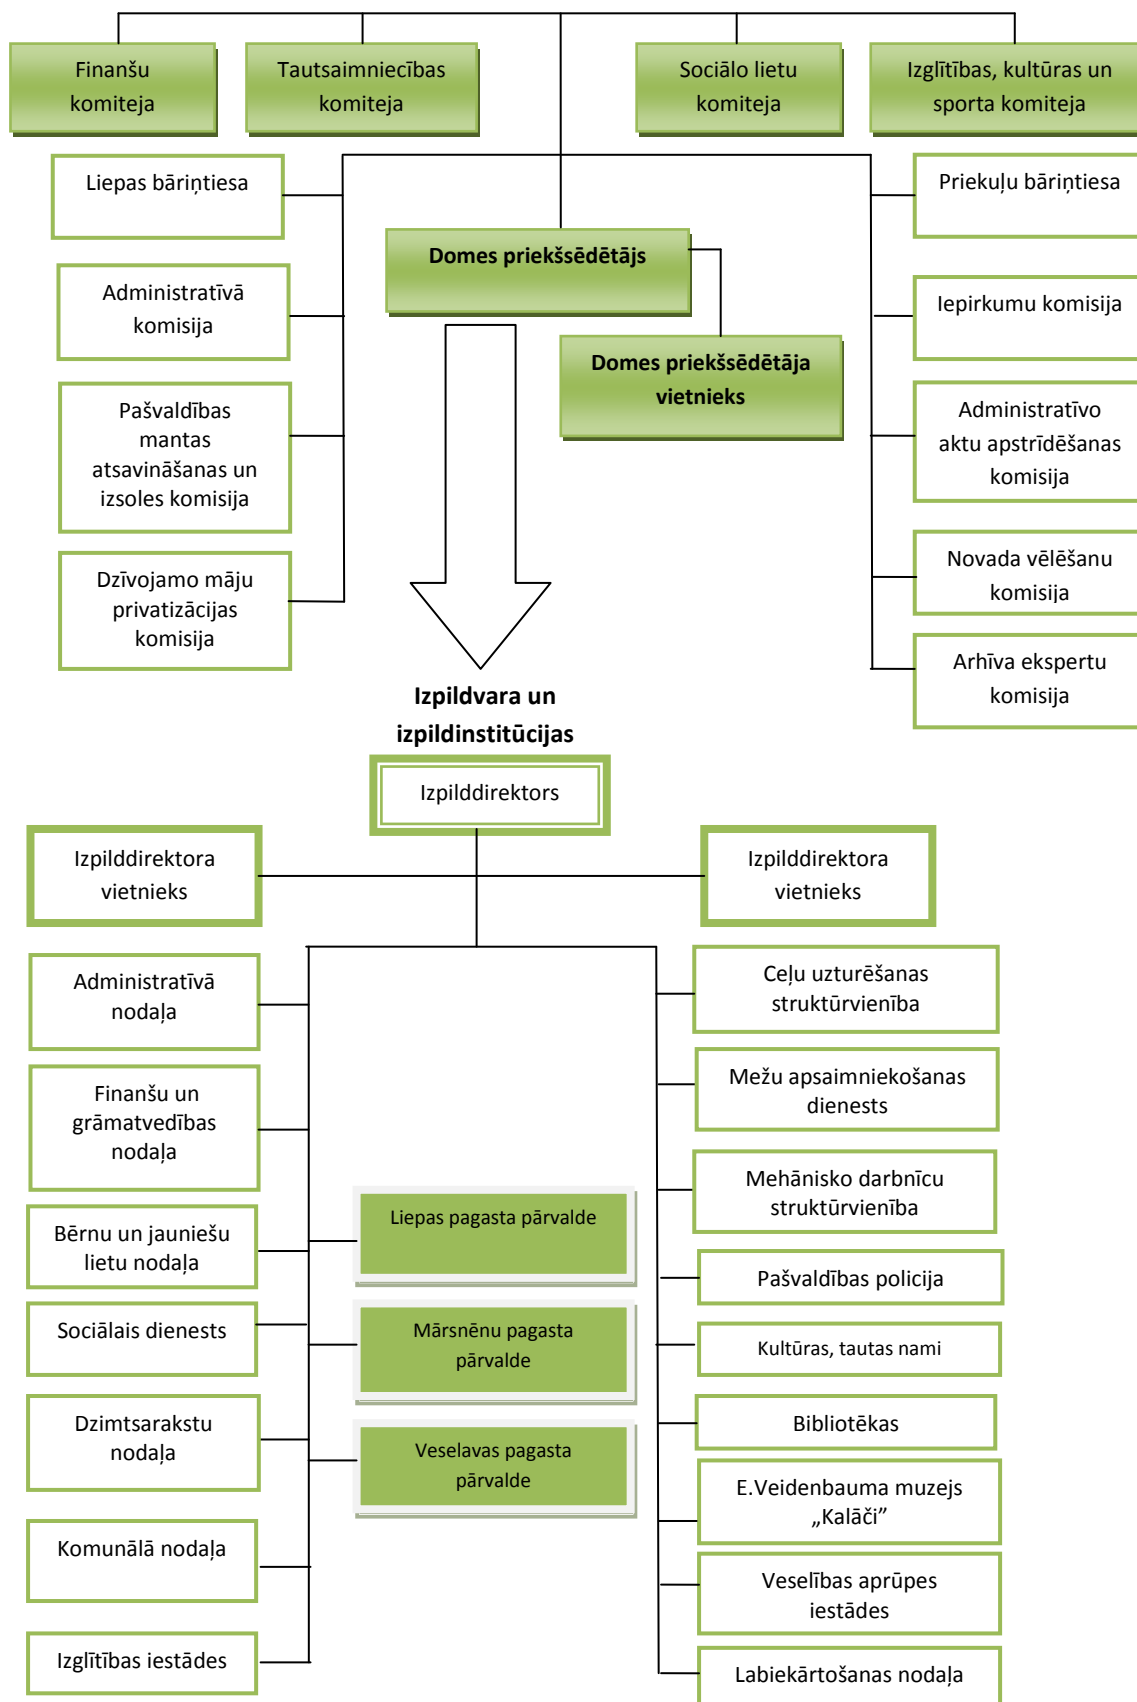 Finanšu
komiteja
Tautsaimniecības
komiteja
Sociālo lietu
komiteja
Izglītības, kultūras un
sporta komiteja
Liepas bāriņtiesa
Priekuļu bāriņtiesa
Domes priekšsēdētājs
Administratīvā
komisija
Iepirkumu komisija
Domes priekšsēdētāja
vietnieks
Pašvaldības
mantas
atsavināšanas un
izsoles komisija
Administratīvo
aktu apstrīdēšanas
komisija
Dzīvojamo māju
privatizācijas
komisija
Novada vēlēšanu
komisija
Arhīva ekspertu
komisija
Izpildvara un
izpildinstitūcijas
Izpilddirektors
Izpilddirektora
vietnieks
Izpilddirektora
vietnieks
Administratīvā
nodaļa
Finanšu un
grāmatvedības
nodaļa
Bērnu un jauniešu
lietu nodaļa
Sociālais dienests
Dzimtsarakstu
nodaļa
Komunālā nodaļa
Izglītības iestādes
Liepas pagasta pārvalde
Mārsnēnu pagasta
pārvalde
Veselavas pagasta
pārvalde
Ceļu uzturēšanas
struktūrvienība
Mežu apsaimniekošanas
dienests
Mehānisko darbnīcu
struktūrvienība
Pašvaldības policija
Kultūras, tautas nami
Bibliotēkas
E.Veidenbauma muzejs
„Kalāči”
Veselības aprūpes
iestādes
Labiekārtošanas nodaļa